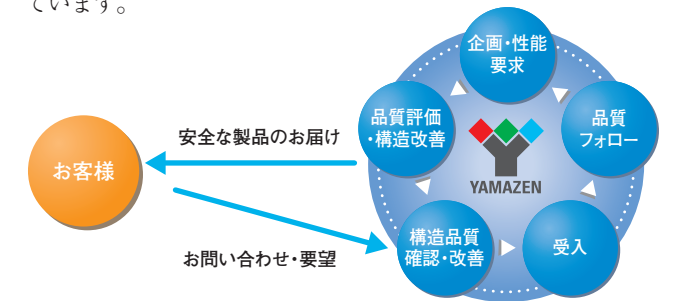 ています。
企画・性能
要求
品質評価
・構造改善
品質
フォロー
安全な製品のお届け
お客様
YAMAZEN
構造品質
確認・改善
受入
お問い合わせ・要望